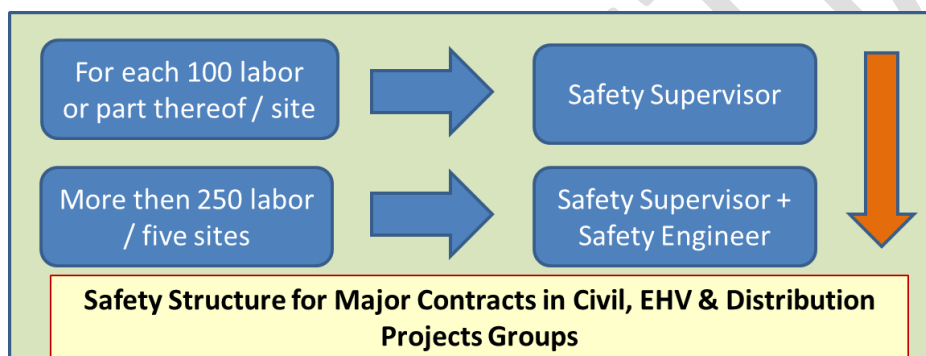 For each 100 labor
or part thereof / site
Safety Supervisor
More then 250 labor
/ five sites
Safety Supervisor +
Safety Engineer
Safety Structure for Major Contracts in Civil, EHV & Distribution
Projects Groups